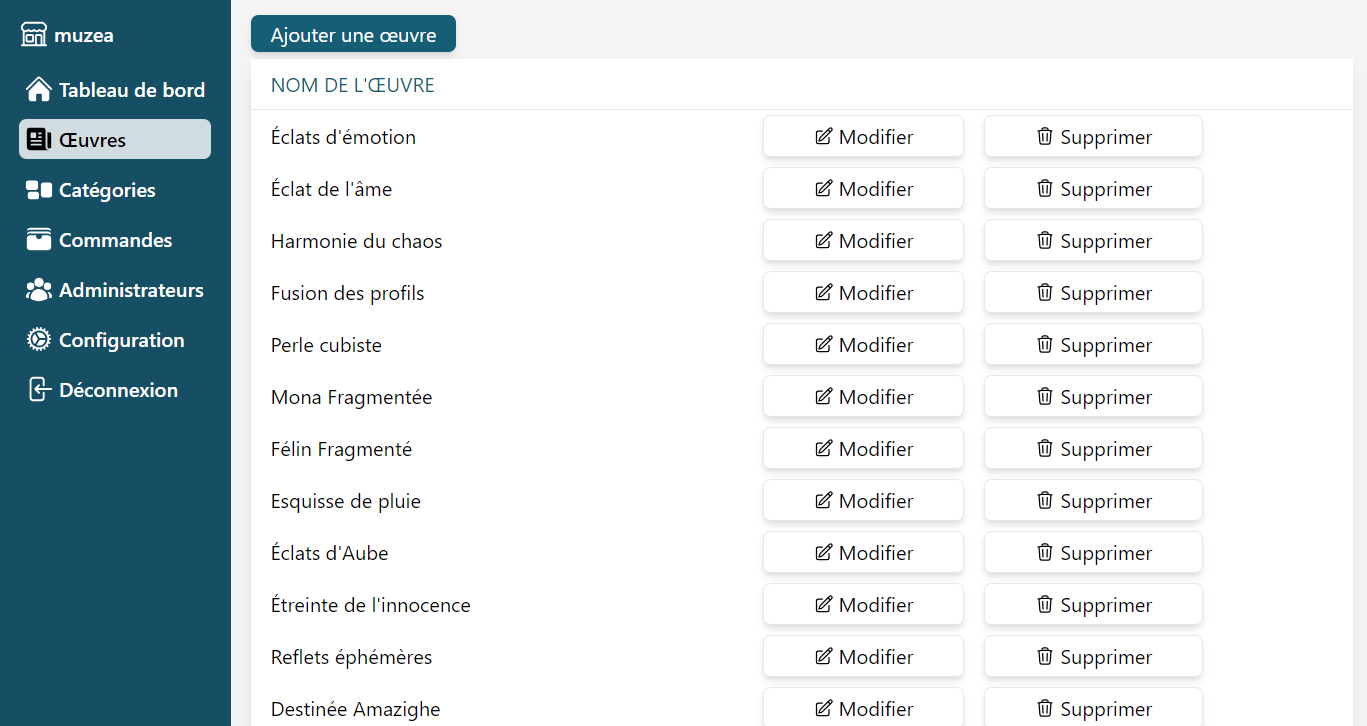 muzea
Tableau de bord
Œuvres
Catégories
Commandes
Administrateurs
Configuration
Déconnexion
Ajouter une œuvre
NOM DE L'ŒUVRE
Éclats d'émotion Modifier Supprimer
Éclat de l'âme Modifier Supprimer
Harmonie du chaos Modifier Supprimer
Fusion des profils Modifier Supprimer
Perle cubiste Modifier Supprimer
Mona Fragmentée Modifier Supprimer
Félin Fragmenté Modifier Supprimer
Esquisse de pluie Modifier Supprimer
Éclats d'Aube Modifier Supprimer
Étreinte de l'innocence Modifier Supprimer
Reflets éphémères Modifier Supprimer
Destinée Amazighe Modifier Supprimer